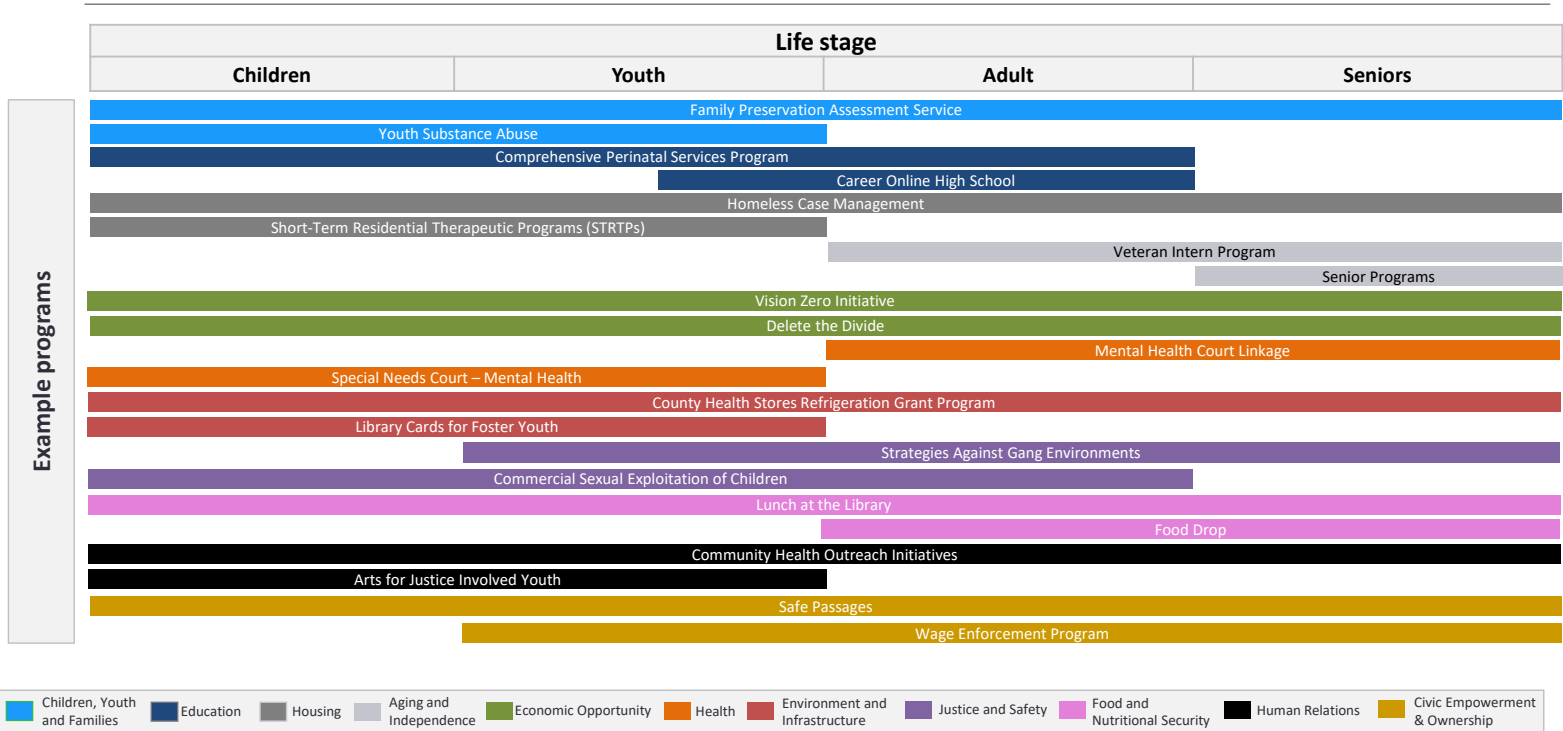 Life stage
Children
Youth
Adult
Seniors
Example programs
Family Preservation Assessment Service
Youth Substance Abuse
Comprehensive Perinatal Services Program
Career Online High School
Homeless Case Management
Short-Term Residential Therapeutic Programs (STRTPs)
Veteran Intern Program
Senior Programs
Vision Zero Initiative
Delete the Divide
Mental Health Court Linkage
Special Needs Court – Mental Health
County Health Stores Refrigeration Grant Program
Library Cards for Foster Youth
Strategies Against Gang Environments
Commercial Sexual Exploitation of Children
Lunch at the Library
Food Drop
Community Health Outreach Initiatives
Arts for Justice Involved Youth
Safe Passages
Wage Enforcement Program
Children, Youth
and Families
Education
Housing
Aging and
Independence
Economic Opportunity
Health
Environment and
Infrastructure
Justice and Safety
Food and
Nutritional Security
Human Relations
Civic Empowerment
& Ownership